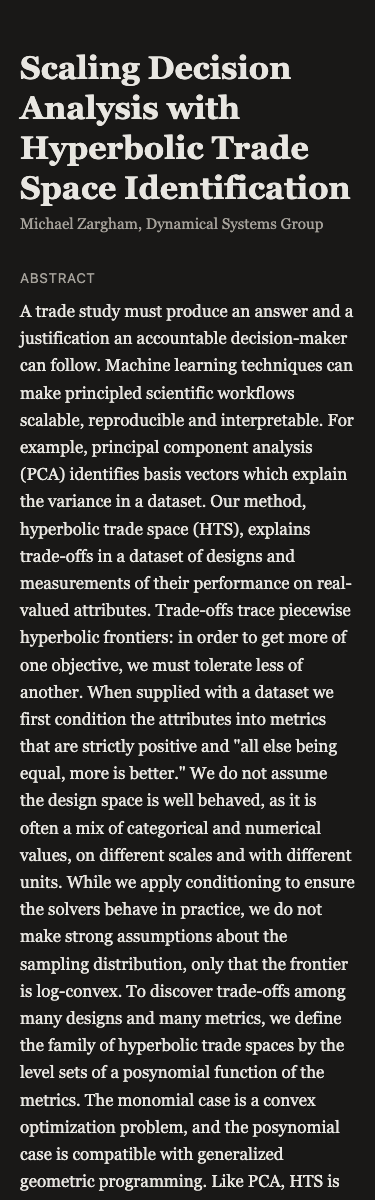 Scaling Decision
Analysis with
Hyperbolic Trade
Space Identification
Michael Zargham, Dynamical Systems Group
ABSTRACT
A trade study must produce an answer and a
justification an accountable decision-maker
can follow. Machine learning techniques can
make principled scientific workflows
scalable, reproducible and interpretable. For
example, principal component analysis
(PCA) identifies basis vectors which explain
the variance in a dataset. Our method,
hyperbolic trade space (HTS), explains
trade-offs in a dataset of designs and
measurements of their performance on real-
valued attributes. Trade-offs trace piecewise
hyperbolic frontiers: in order to get more of
one objective, we must tolerate less of
another. When supplied with a dataset we
first condition the attributes into metrics
that are strictly positive and "all else being
equal, more is better." We do not assume
the design space is well behaved, as it is
often a mix of categorical and numerical
values, on different scales and with different
units. While we apply conditioning to ensure
the solvers behave in practice, we do not
make strong assumptions about the
sampling distribution, only that the frontier
is log-convex. To discover trade-offs among
many designs and many metrics, we define
the family of hyperbolic trade spaces by the
level sets of a posynomial function of the
metrics. The monomial case is a convex
optimization problem, and the posynomial
case is compatible with generalized
geometric programming. Like PCA, HTS is